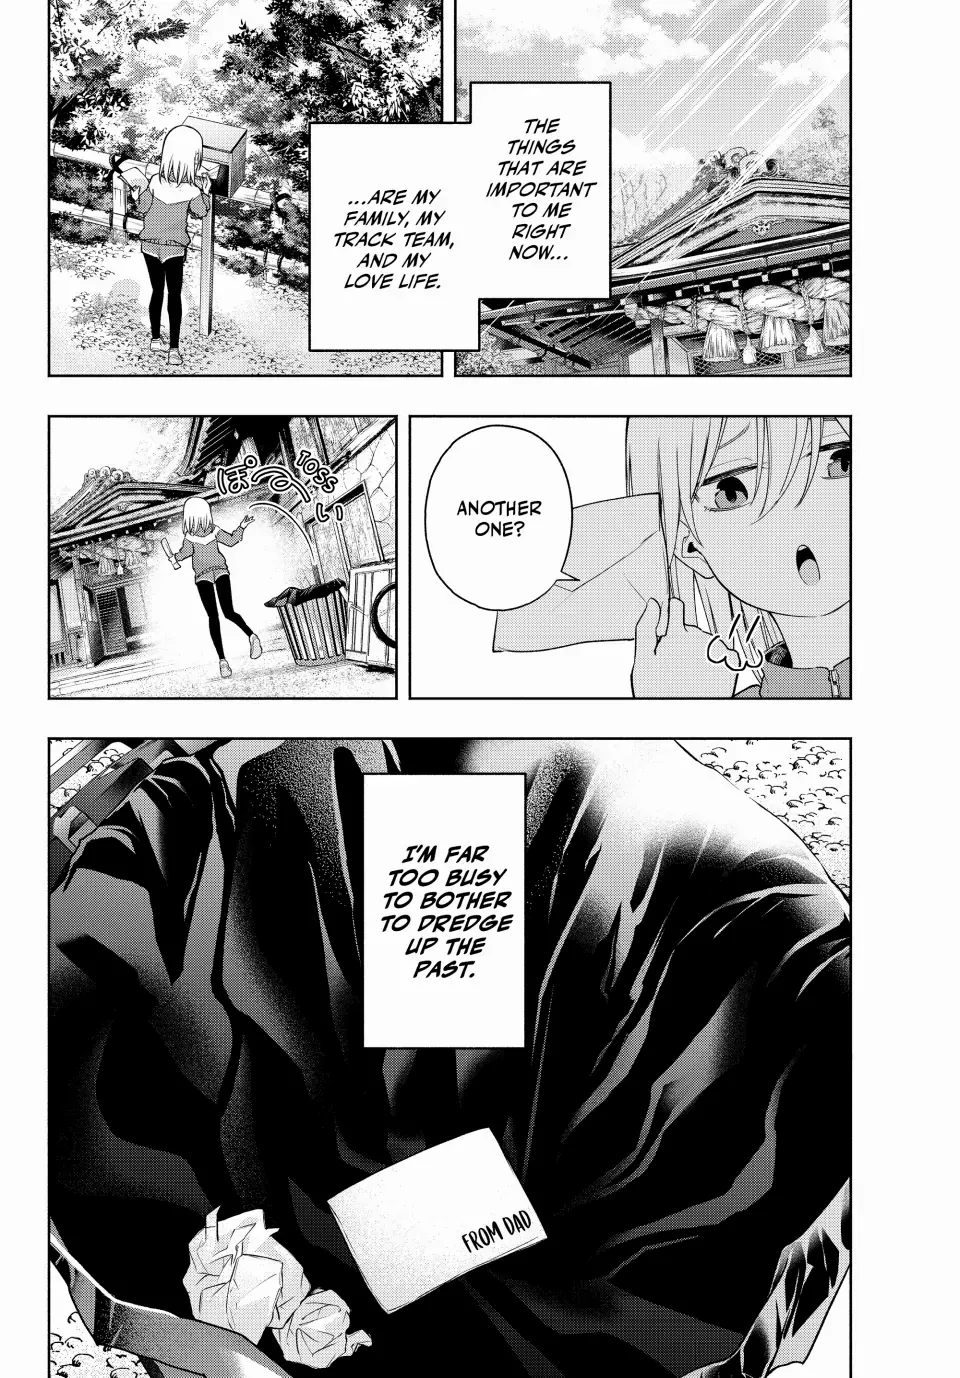 THE
THINGS
THAT ARE
IMPORTANT
TO ME
RIGHT
NOW...
...ARE MY
FAMILY, MY
TRACK TEAM,
AND MY
LOVE LIFE.
ANOTHER
ONE?
ぽーい
TOSS
I'M FAR
TOO BUSY
TO BOTHER
TO DREDGE
UP THE
PAST.
FROM DAD